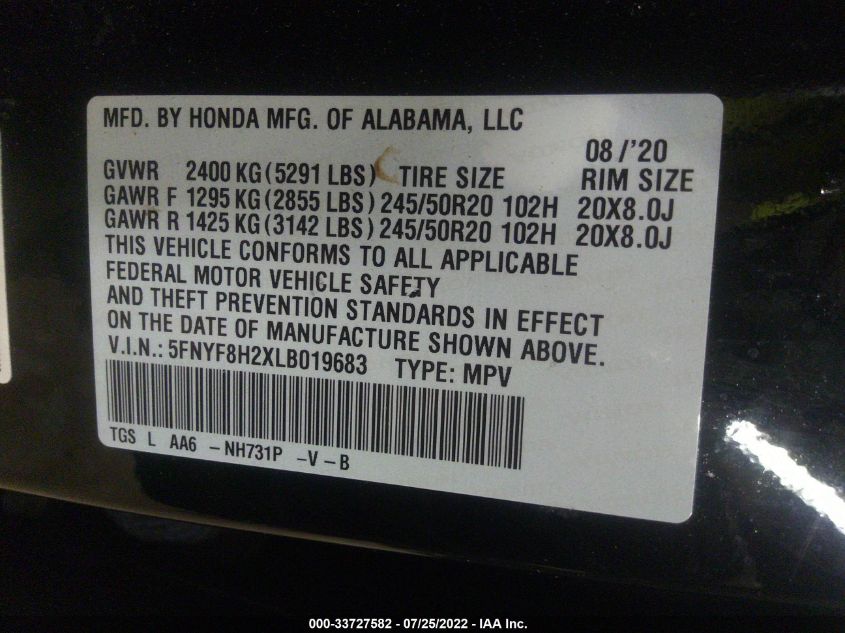 MFD. BY HONDA MFG. OF ALABAMA, LLC
08/'20
GVWR 2400 KG(5291 LBS) TIRE SIZE RIM SIZE
GAWR F 1295 KG(2855 LBS) 245/50R20 102H 20X8.0J
GAWR R 1425 KG(3142 LBS) 245/50R20 102H 20X8.0J
THIS VEHICLE CONFORMS TO ALL APPLICABLE
FEDERAL MOTOR VEHICLE SAFETY
AND THEFT PREVENTION STANDARDS IN EFFECT
ON THE DATE OF MANUFACTURE SHOWN ABOVE.
V.I.N.: 5FNYF8H2XLB019683 TYPE: MPV
TGS L AA6 -NH731P -V-B
000-33727582 - 07/25/2022 - IAA Inc.